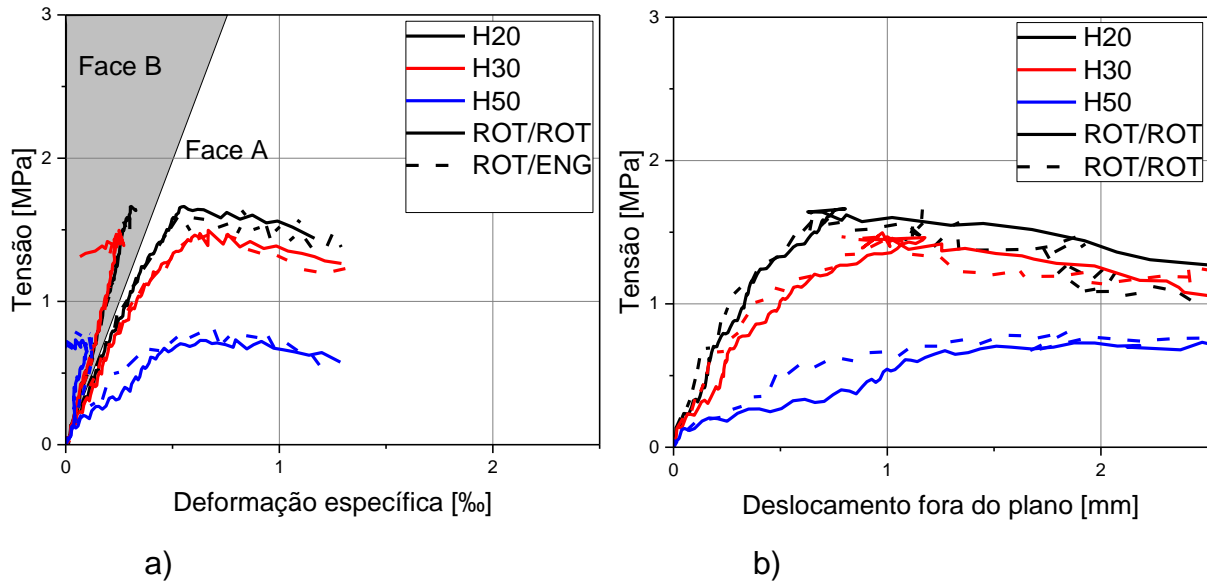 3
2
1
0
Tensão [MPa]
Face B
Face A
H20
H30
H50
ROT/ROT
ROT/ENG
0
1
2
Deformação específica [‰]
a)
3
2
1
0
Tensão [MPa]
H20
H30
H50
ROT/ROT
ROT/ROT
0
1
2
Deslocamento fora do plano [mm]
b)